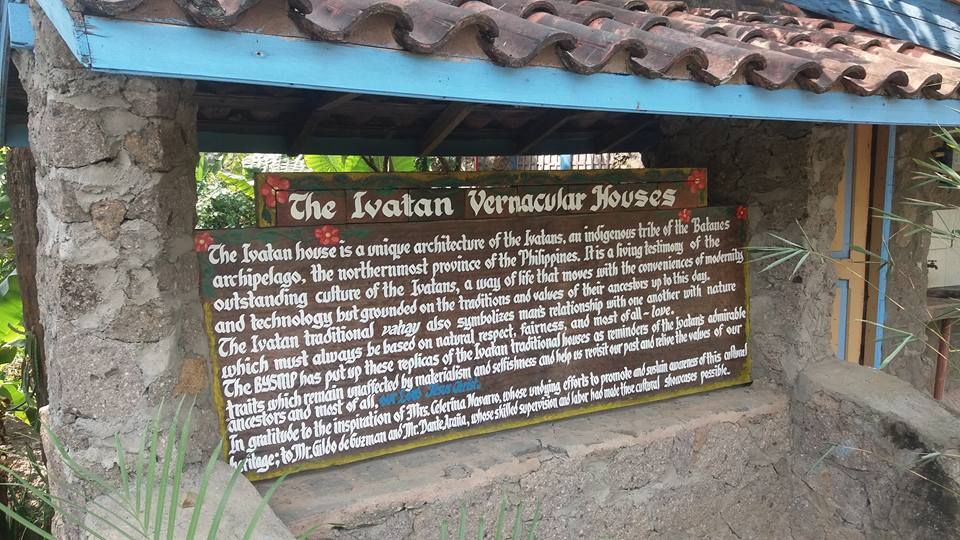 The Ivatan Vernacular Houses
The Ivatan house is a unique architecture of the Ivatans, an indigenous tribe of the Batanes
archipelago, the northernmost province of the Philippines. It is a living testimony of the
outstanding culture of the Ivatans, a way of life that moves with the conveniences of modernity
and technology but grounded on the traditions and values of their ancestors up to this day.
The Ivatan traditional vahay also symbolizes man's relationship with one another with nature
which must always be based on natural respect, fairness, and most of all - love.
The BYSMP has put up these replicas of the Ivatan traditional houses as reminders of the Ivatan's admirable
traits which remain unaffected by materialism and selfishness and help us revisit our past and relive the values of our
ancestors and most of all, our Lord Jesus Christ.
In gratitude to the inspiration of Mrs. Celerina Navarro, whose undying efforts to promote and sustain awareness of this cultural
heritage; to Mr. Gildo de Guzman and Mr. Dante Araña, whose skilled supervision and labor had made these cultural showcases possible.